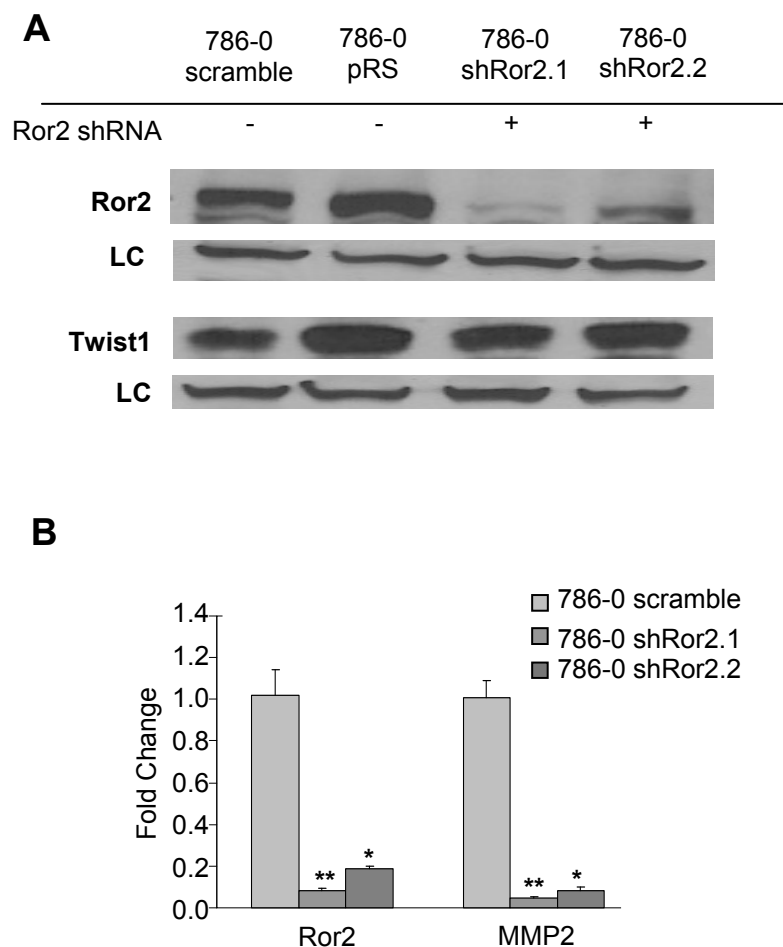 A
786-0 786-0 786-0 786-0
scramble pRS shRor2.1 shRor2.2
Ror2 shRNA - - + +
Ror2
LC
Twist1
LC
B
786-0 scramble
786-0 shRor2.1
786-0 shRor2.2
Fold Change
1.4
1.2
1.0
0.8
0.6
0.4
0.2
0.0
** *
** *
Ror2 MMP2